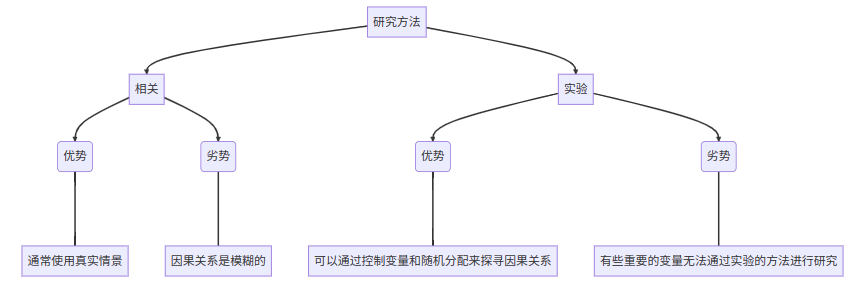 研究方法
相关
实验
优势
劣势
优势
劣势
通常使用真实情景
因果关系是模糊的
可以通过控制变量和随机分配来探寻因果关系
有些重要的变量无法通过实验的方法进行研究